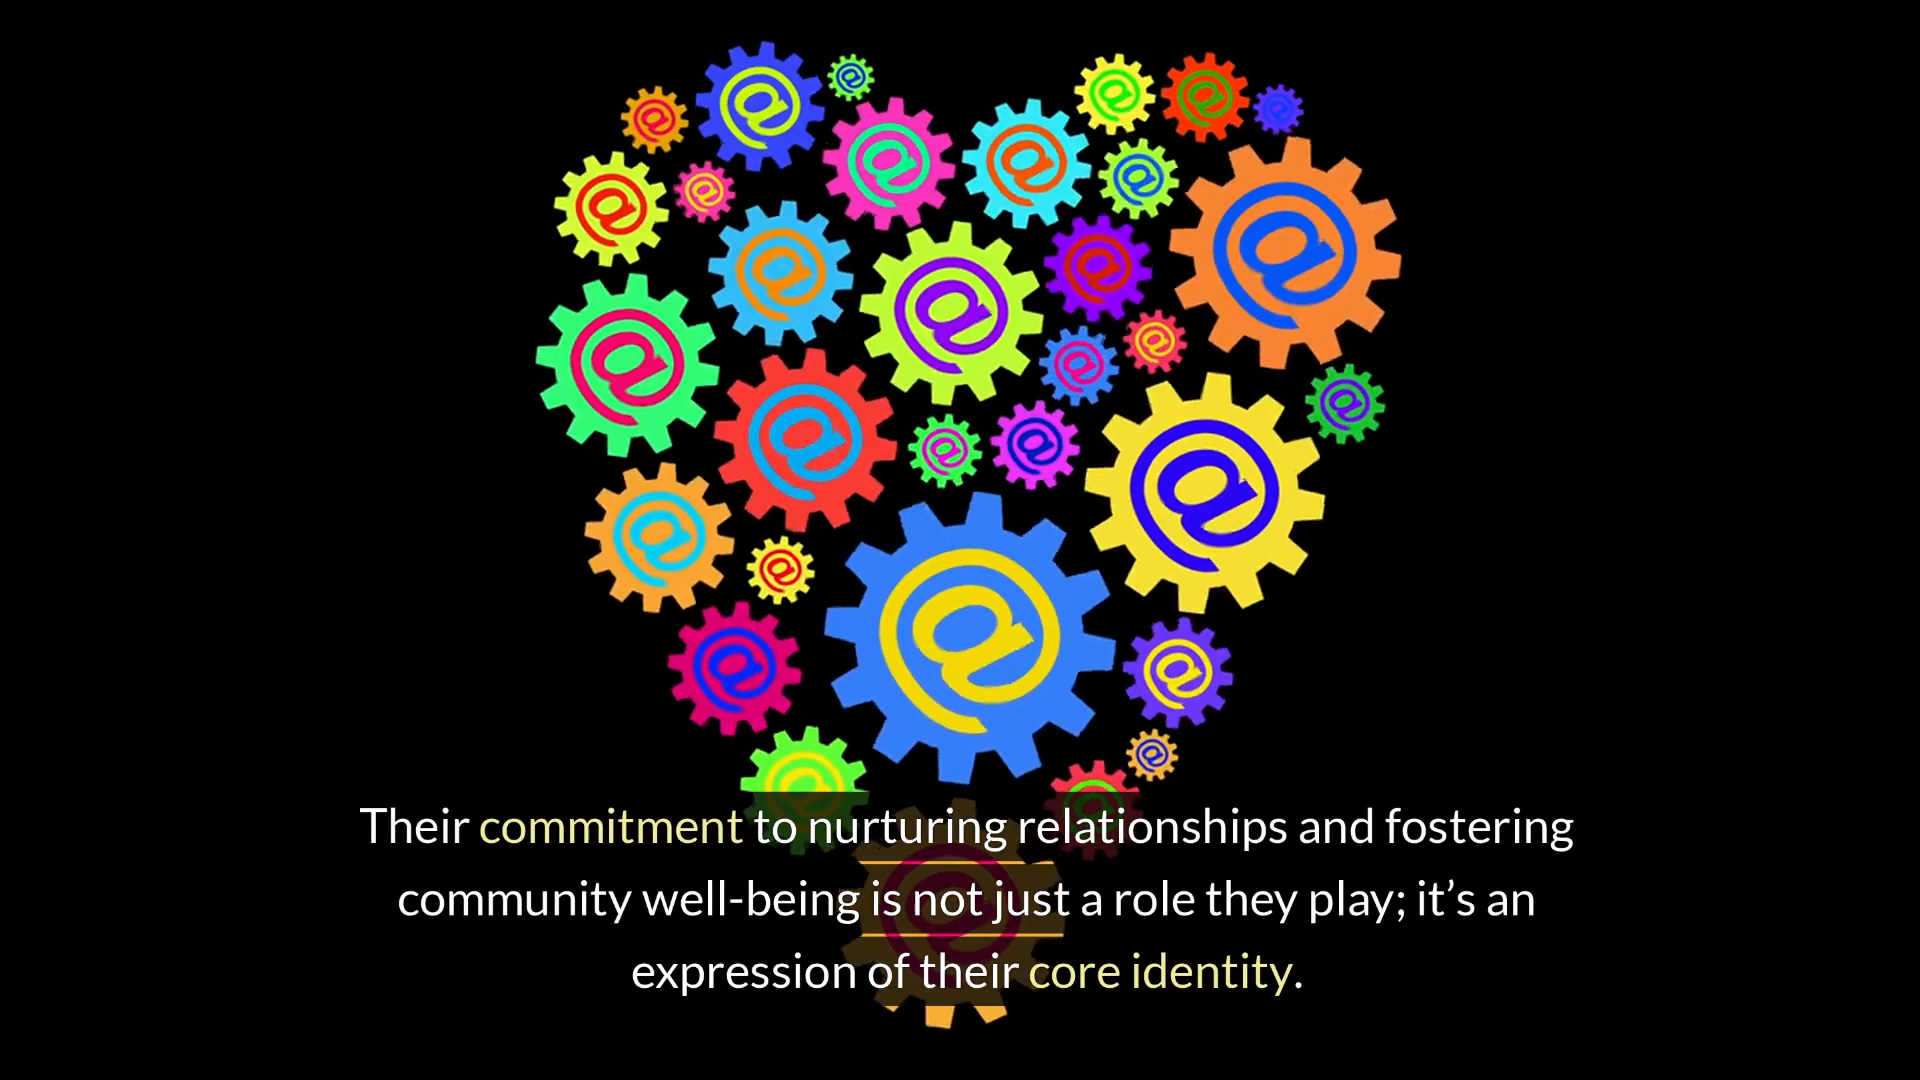 @ @ @ @ @ @
@ @ @ @ @ @
@ @ @ @ @ @
@ @ @ @ @ @
@ @ @ @ @ @
@ @ @ @
Their commitment to nurturing relationships and fostering
community well-being is not just a role they play; it’s an
expression of their core identity.